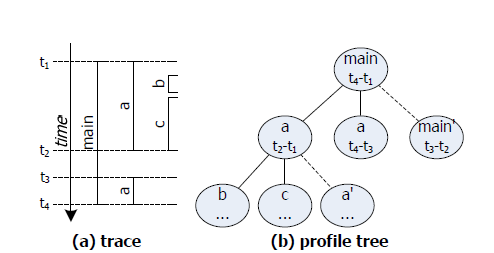 t₁
t₂
t₃
t₄
time
main
a
b
c
a
(a) trace
main
t₄-t₁
a
t₂-t₁
a
t₄-t₃
main'
t₃-t₂
b
...
c
...
a'
...
(b) profile tree